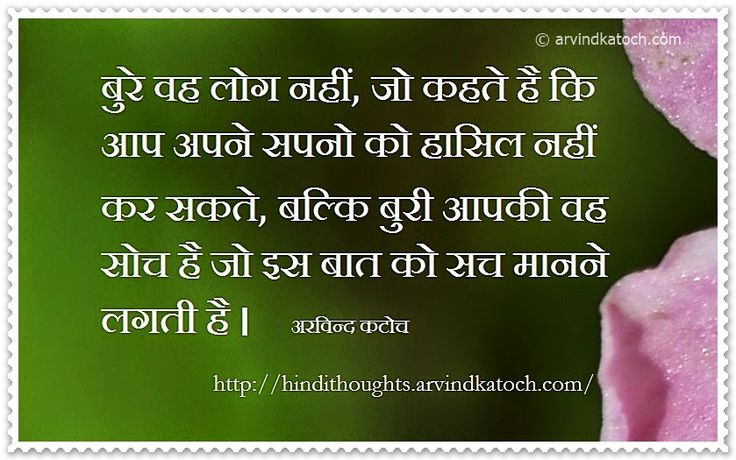 © arvindkatoch.com
बुरे वह लोग नहीं, जो कहते है कि
आप अपने सपनो को हासिल नहीं
कर सकते, बल्कि बुरी आपकी वह
सोच है जो इस बात को सच मानने
लगती है। अरविन्द कटोच
http://hindithoughts.arvindkatoch.com/